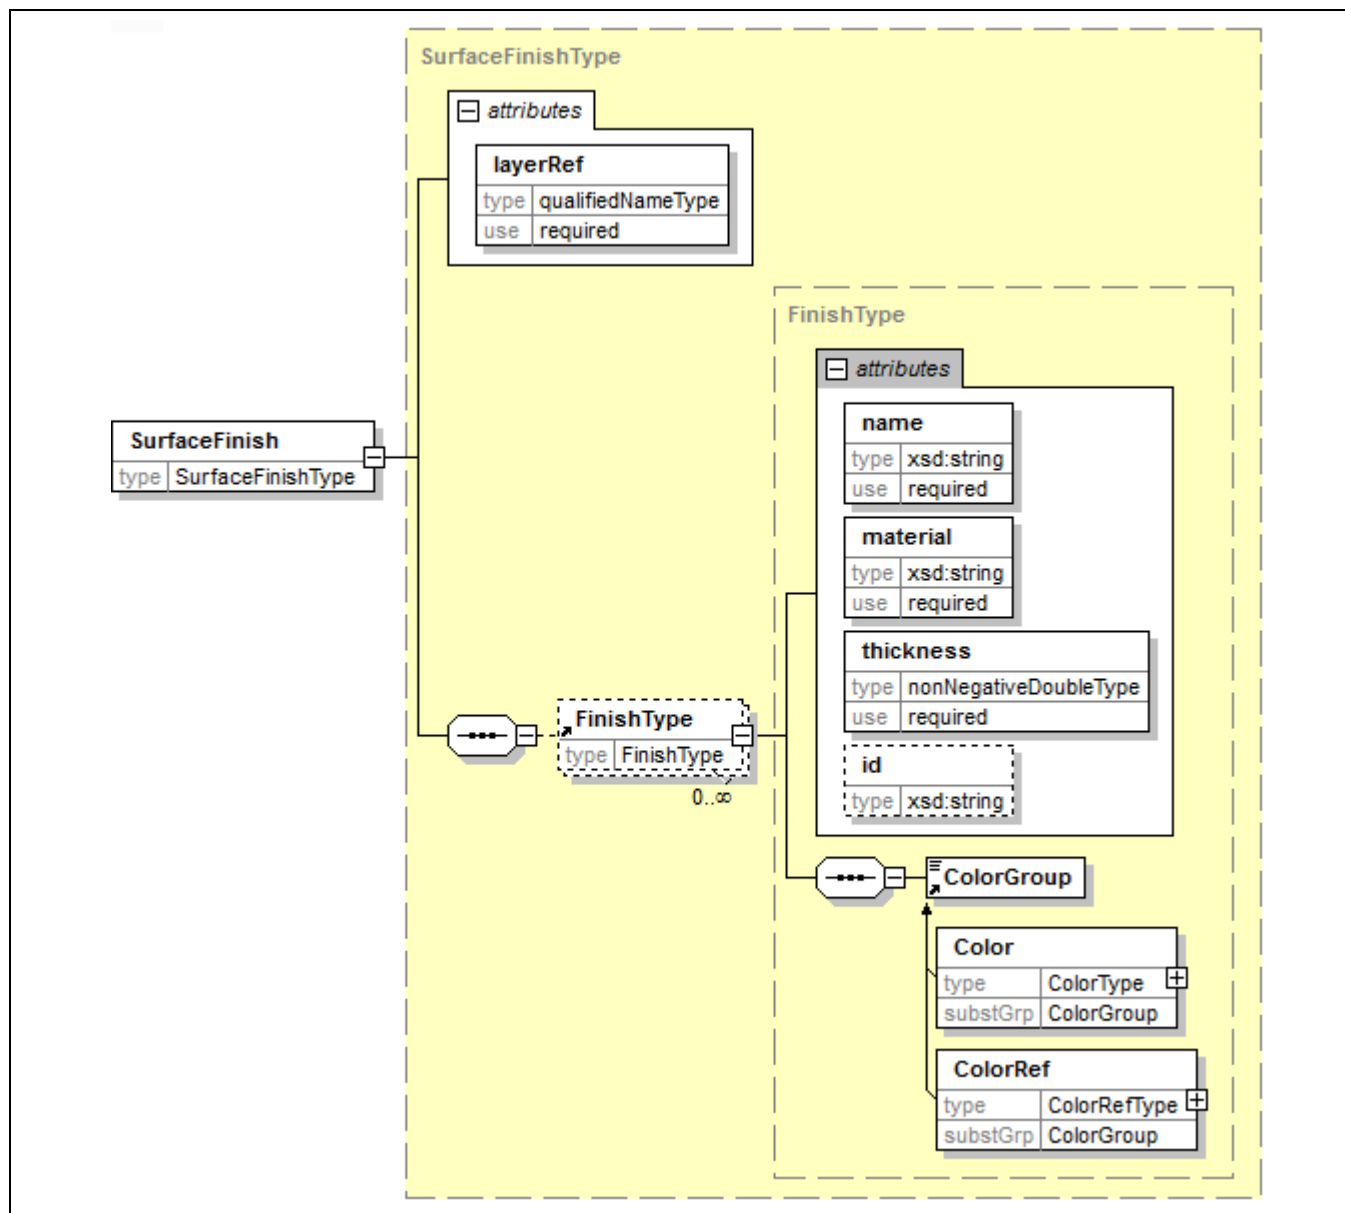 SurfaceFinishType
attributes
layerRef
type qualifiedNameType
use required
FinishType
attributes
name
type xsd:string
use required
material
type xsd:string
use required
thickness
type nonNegativeDoubleType
use required
id
type xsd:string
SurfaceFinish
type SurfaceFinishType
FinishType
type FinishType
0..∞
ColorGroup
Color
type ColorType
substGrp ColorGroup
ColorRef
type ColorRefType
substGrp ColorGroup